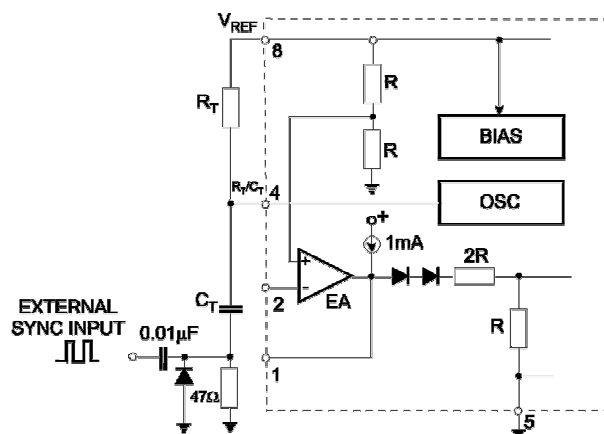 VREF
8
RT
R
R
BIAS
RT/CT
4
OSC
+
1mA
2R
+
-
EA
2
CT
R
EXTERNAL
SYNC INPUT
0.01µF
47Ω
1
5